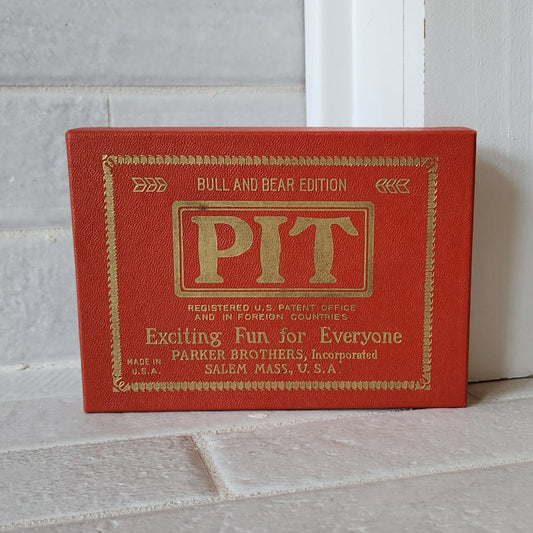 BULL AND BEAR EDITION
PIT
REGISTERED U.S. PATENT OFFICE
AND IN FOREIGN COUNTRIES
Exciting Fun for Everyone
PARKER BROTHERS, Incorporated
SALEM MASS, U.S.A.
MADE IN
U.S.A.